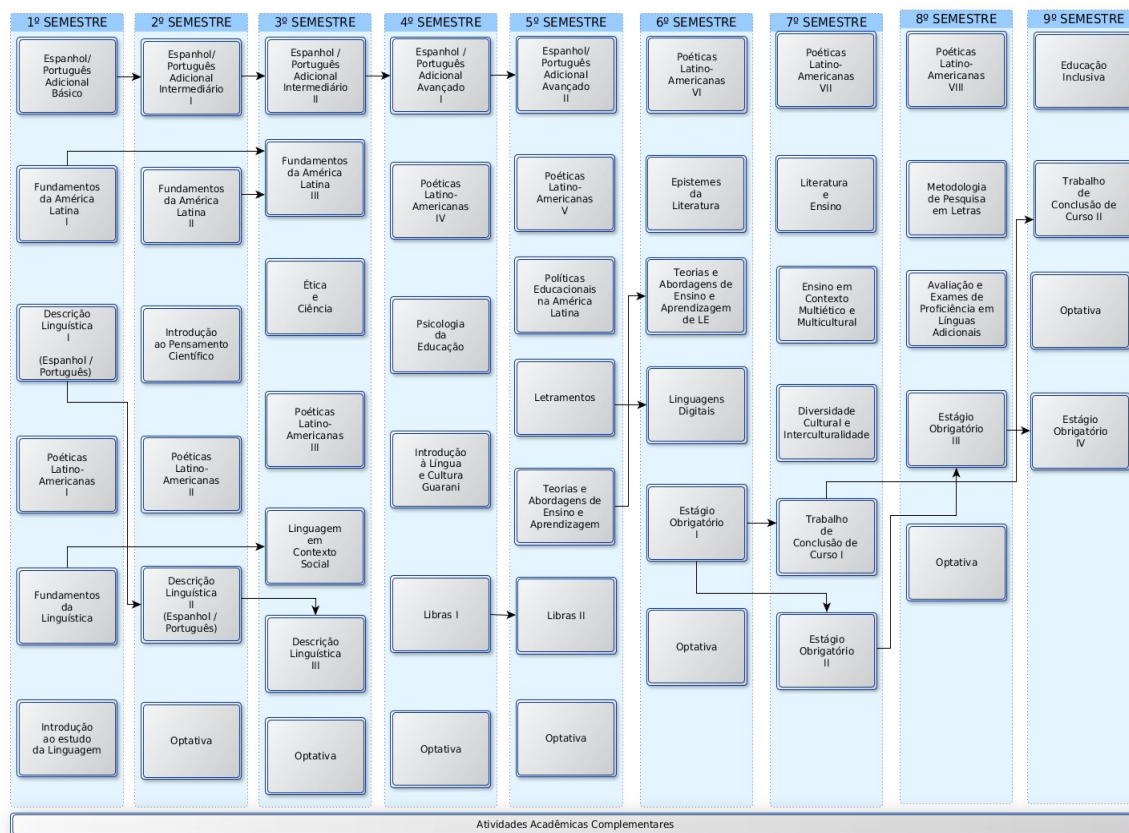 1º SEMESTRE
Espanhol/
Português
Adicional
Básico
Fundamentos
da América
Latina
I
Descrição
Linguística
I
(Espanhol /
Português)
Poéticas
Latino-
Americanas
I
Fundamentos
da
Linguística
Introdução
ao estudo
da Linguagem
2º SEMESTRE
Espanhol/
Português
Adicional
Intermediário
I
Fundamentos
da América
Latina
II
Introdução
ao Pensamento
Científico
Poéticas
Latino-
Americanas
II
Descrição
Linguística
II
(Espanhol /
Português)
Optativa
3º SEMESTRE
Espanhol /
Português
Adicional
Intermediário
II
Fundamentos
da América
Latina
III
Ética
e
Ciência
Poéticas
Latino-
Americanas
III
Linguagem
em
Contexto
Social
Descrição
Linguística
III
Optativa
4º SEMESTRE
Espanhol /
Português
Adicional
Avançado
I
Poéticas
Latino-
Americanas
IV
Psicologia
da
Educação
Introdução
à Língua
e Cultura
Guarani
Libras I
Optativa
5º SEMESTRE
Espanhol/
Português
Adicional
Avançado
II
Poéticas
Latino-
Americanas
V
Políticas
Educacionais
na América
Latina
Letramentos
Teorias e
Abordagens de
Ensino e
Aprendizagem
Libras II
Optativa
6º SEMESTRE
Poéticas
Latino-
Americanas
VI
Epistemes
da
Literatura
Teorias e
Abordagens de
Ensino e
Aprendizagem
de LE
Linguagens
Digitais
Estágio
Obrigatório
I
Optativa
7º SEMESTRE
Poéticas
Latino-
Americanas
VII
Literatura
e
Ensino
Ensino em
Contexto
Multiético e
Multicultural
Diversidade
Cultural e
Interculturalidade
Trabalho
de
Conclusão de
Curso I
Estágio
Obrigatório
II
8º SEMESTRE
Poéticas
Latino-
Americanas
VIII
Metodologia
de Pesquisa
em Letras
Avaliação e
Exames de
Proficiência em
Línguas
Adicionais
Estágio
Obrigatório
III
Optativa
9º SEMESTRE
Educação
Inclusiva
Trabalho
de
Conclusão de
Curso II
Optativa
Estágio
Obrigatório
IV
Atividades Acadêmicas Complementares